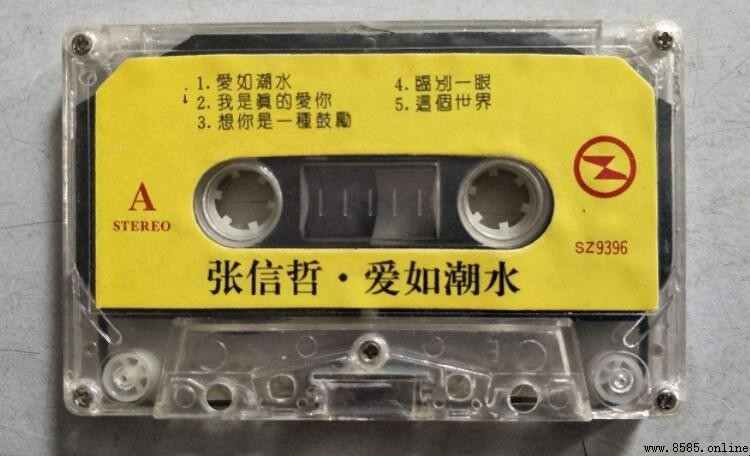 1. 愛如潮水
2. 我是眞的愛你
3. 想你是一種鼓勵
4. 臨別一眼
5. 這個世界
A
STEREO
SZ9396
张信哲·爱如潮水
www.8585.online